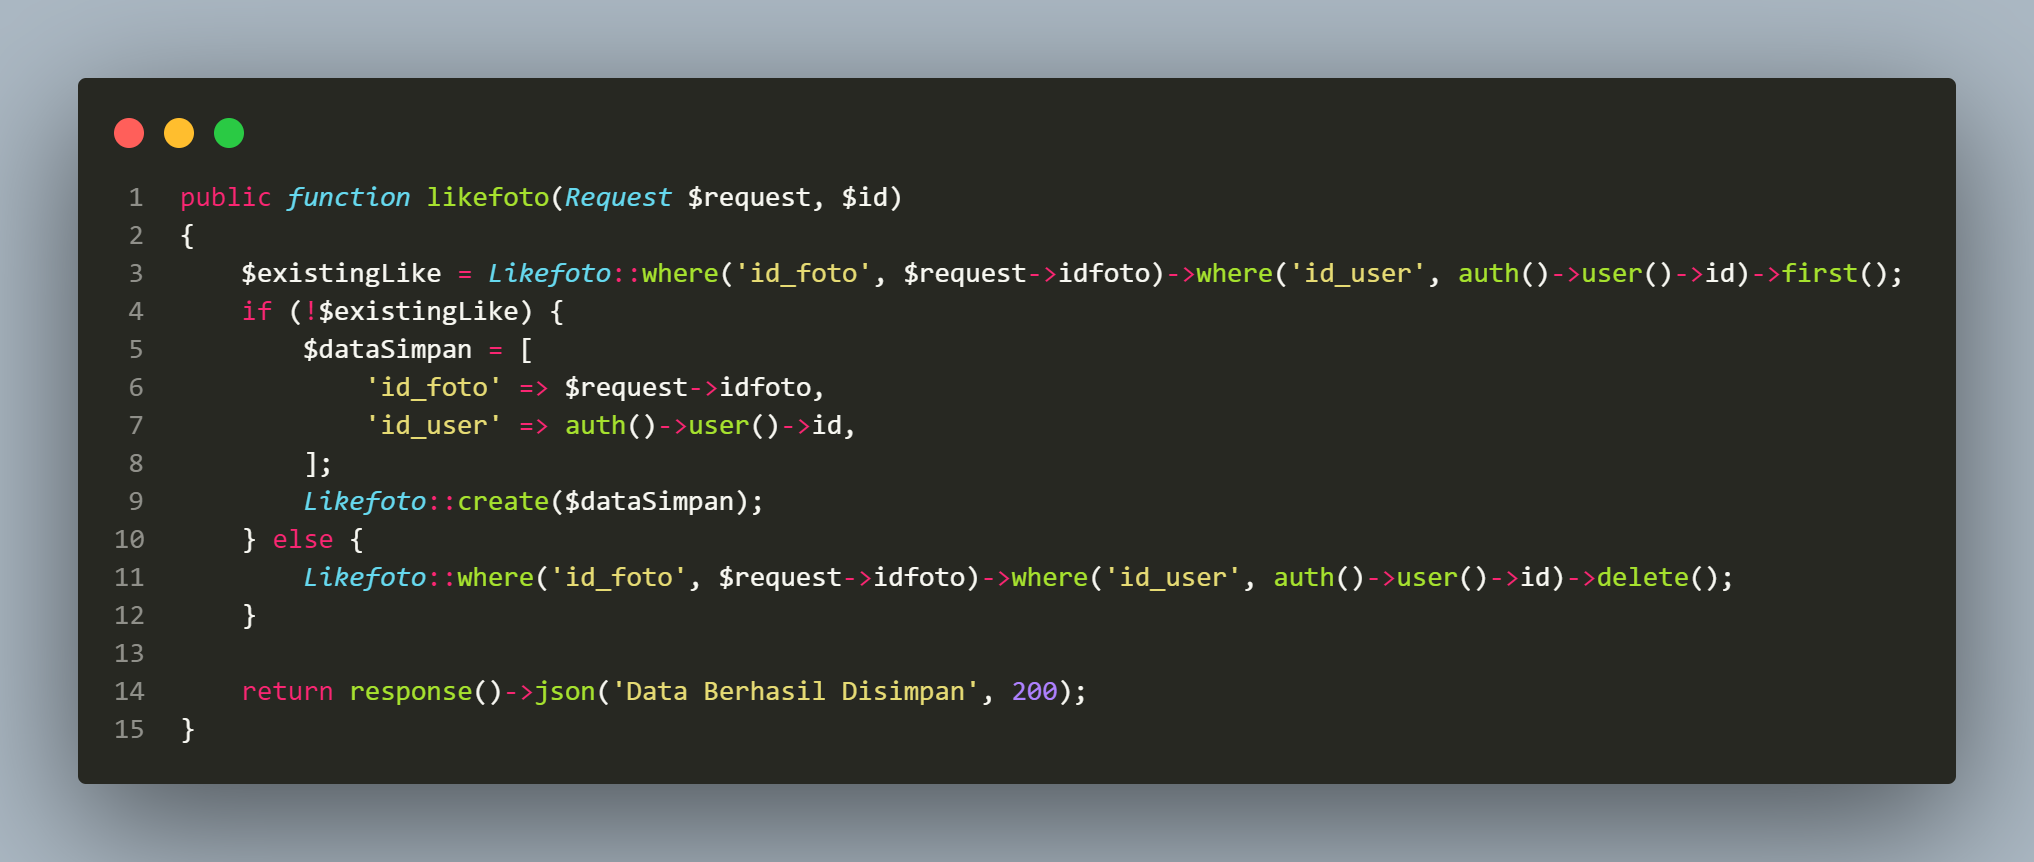 1 public function likefoto(Request $request, $id)
2 {
3     $existingLike = Likefoto::where('id_foto', $request->idfoto)->where('id_user', auth()->user()->id)->first();
4     if (!$existingLike) {
5         $dataSimpan = [
6             'id_foto' => $request->idfoto,
7             'id_user' => auth()->user()->id,
8         ];
9         Likefoto::create($dataSimpan);
10     } else {
11         Likefoto::where('id_foto', $request->idfoto)->where('id_user', auth()->user()->id)->delete();
12     }
13
14     return response()->json('Data Berhasil Disimpan', 200);
15 }